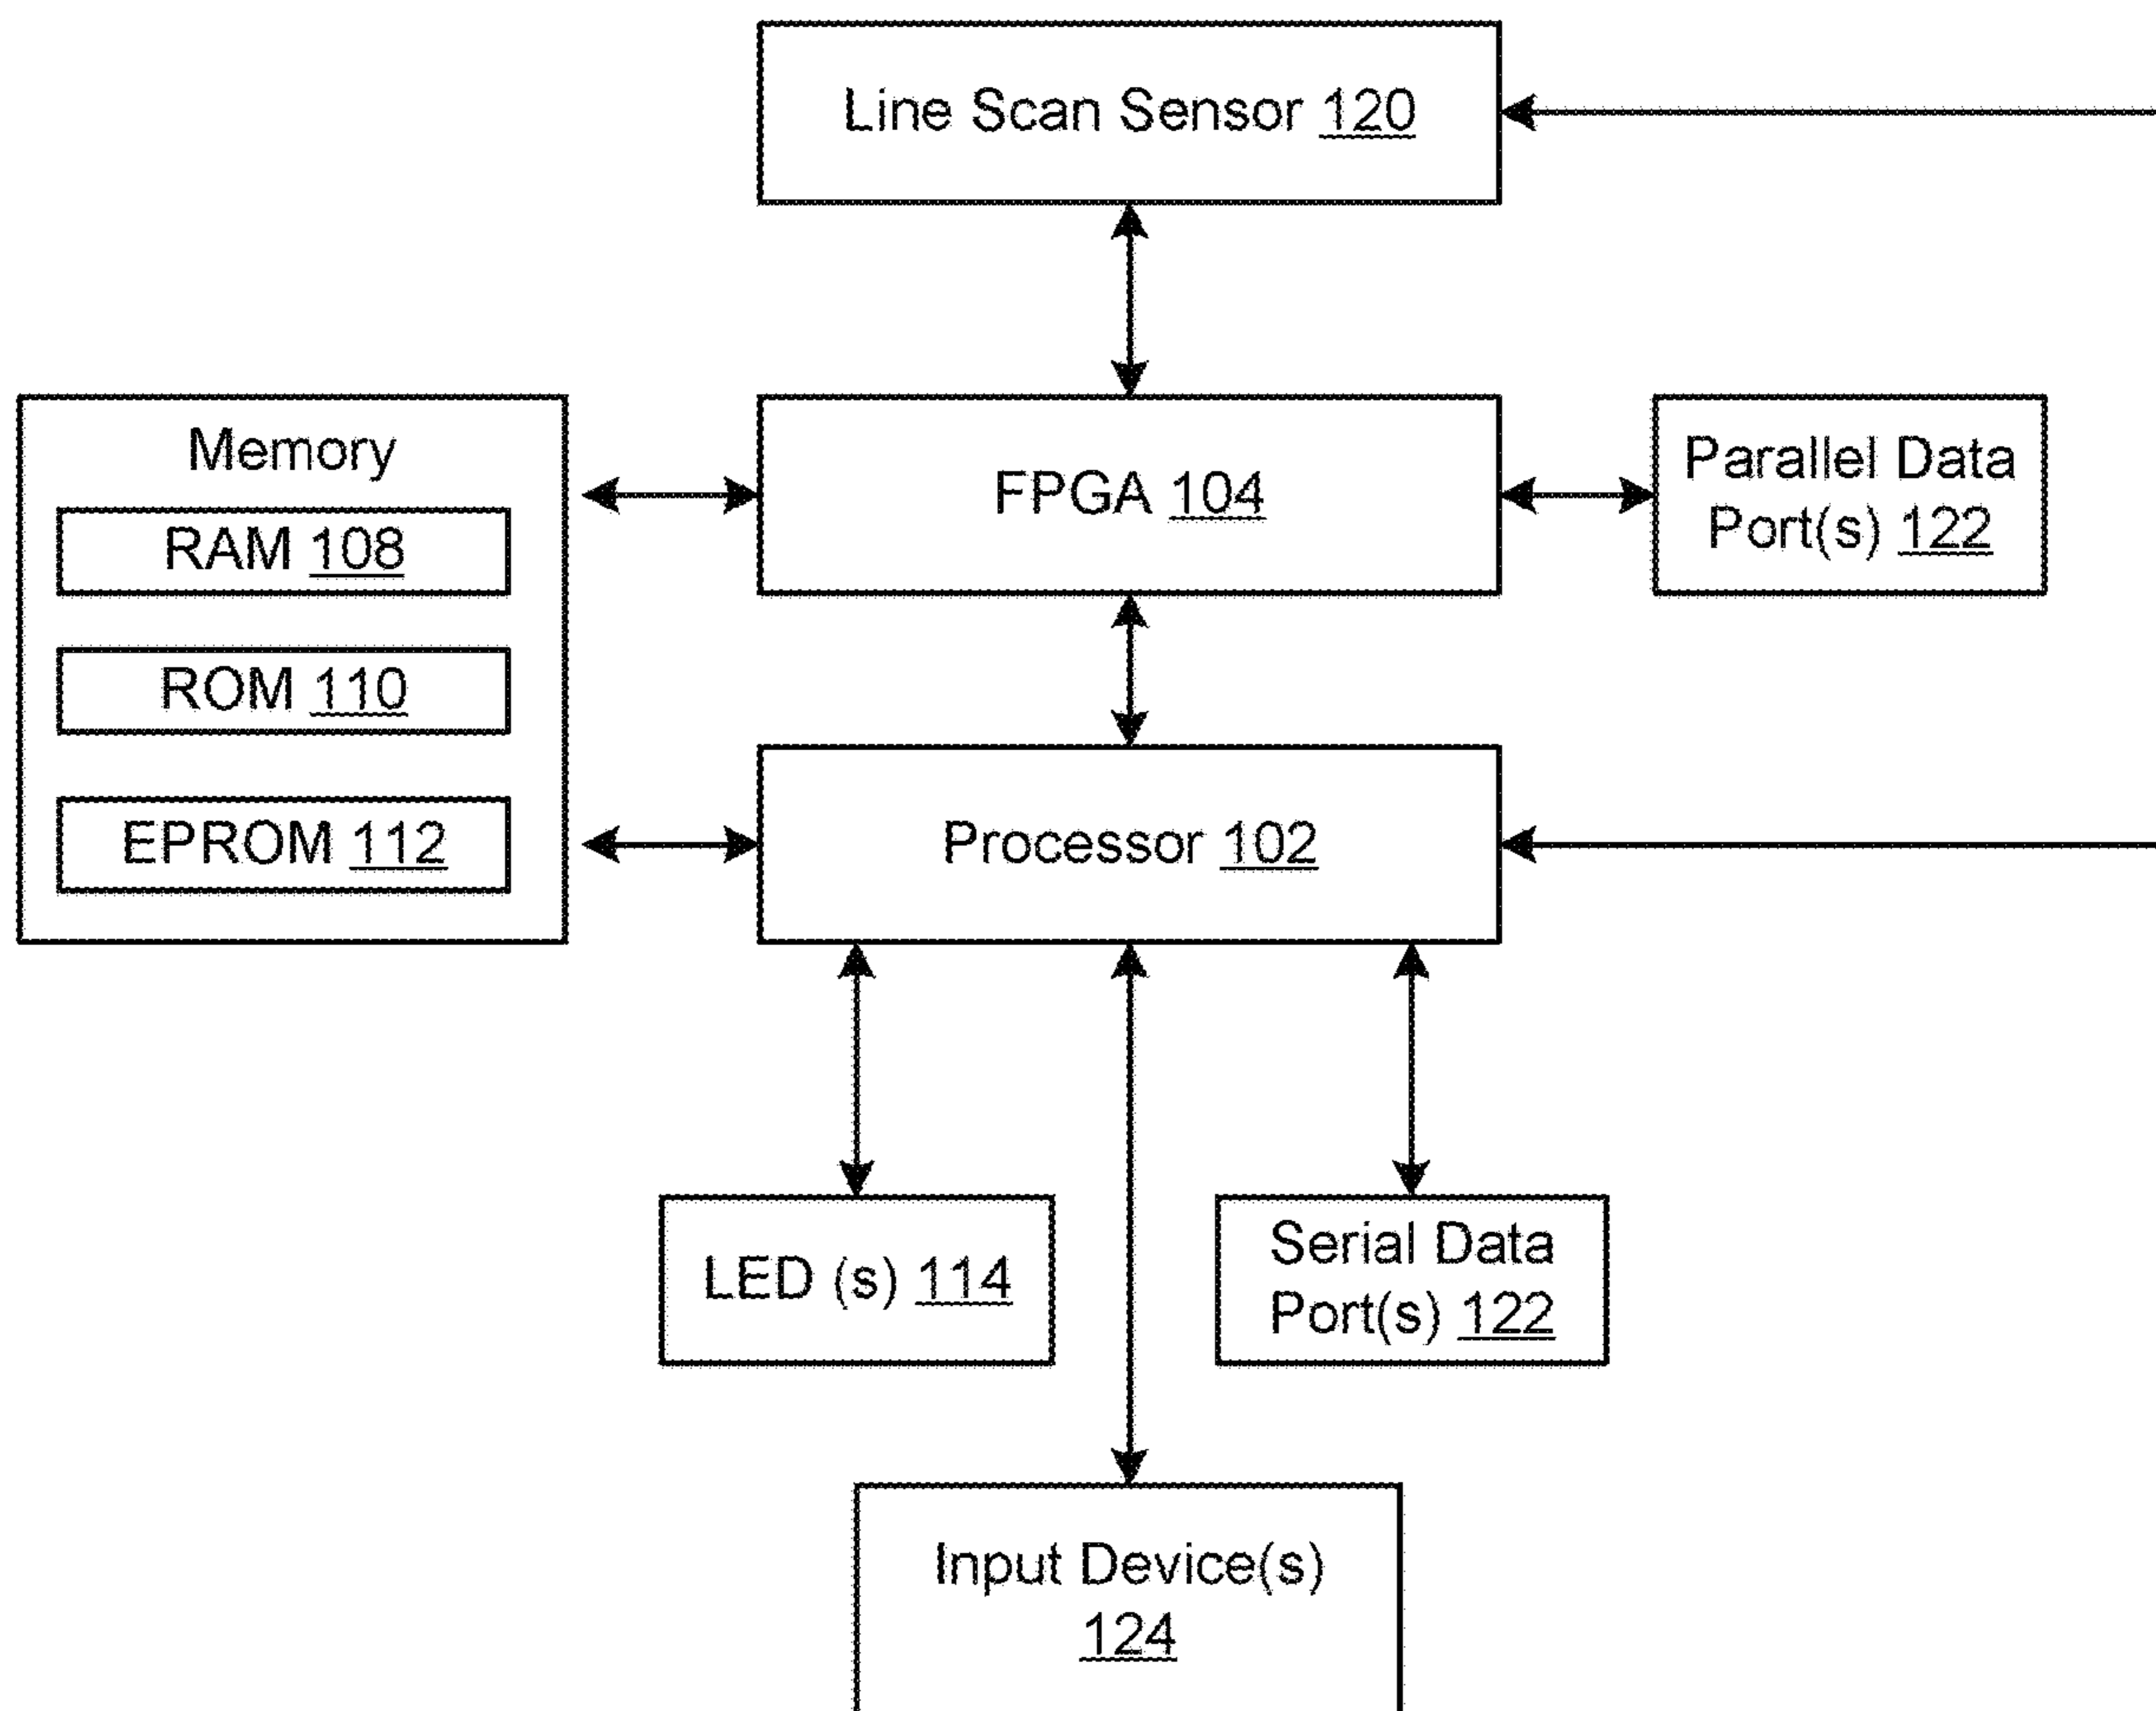 Line Scan Sensor 120
Memory
RAM 108
ROM 110
EPROM 112
FPGA 104
Parallel Data
Port(s) 122
Processor 102
LED (s) 114
Serial Data
Port(s) 122
Input Device(s)
124